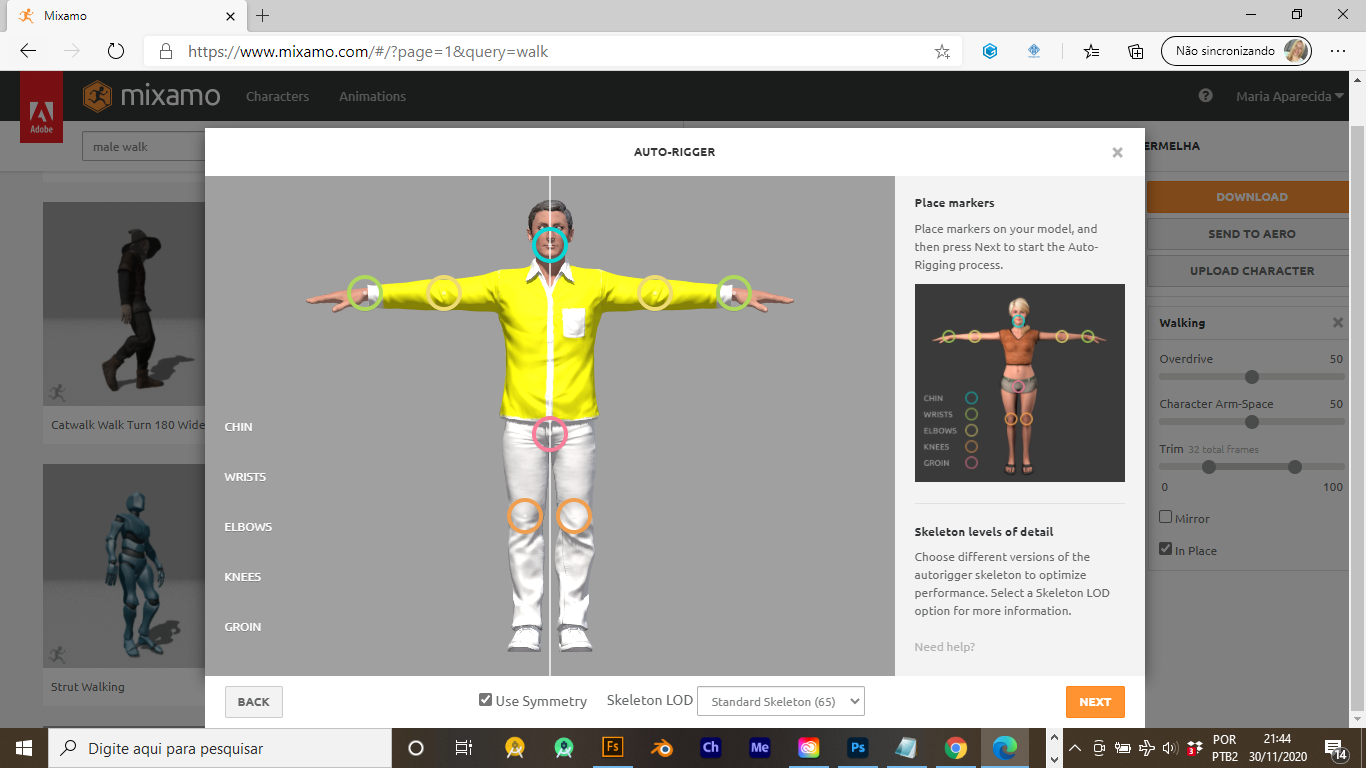 Mixamo
https://www.mixamo.com/#/?page=1&query=walk
Não sincronizando
Adobe
mixamo
Characters
Animations
Maria Aparecida
male walk
AUTO-RIGGER
ERMELHA
Place markers
Place markers on your model, and
then press Next to start the Auto-
Rigging process.
CHIN
WRISTS
ELBOWS
KNEES
GROIN
CHIN
WRISTS
ELBOWS
KNEES
GROIN
Skeleton levels of detail
Choose different versions of the
autorigger skeleton to optimize
performance. Select a Skeleton LOD
option for more information.
Need help?
DOWNLOAD
SEND TO AERO
UPLOAD CHARACTER
Walking
Overdrive 50
Character Arm-Space 50
Trim 32 total frames
0 100
Mirror
In Place
Catwalk Walk Turn 180 Wide
Strut Walking
BACK
Use Symmetry
Skeleton LOD
Standard Skeleton (65)
NEXT
Digite aqui para pesquisar
Fs
Ch
Me
Ps
3
POR
PTB2
21:44
30/11/2020
14